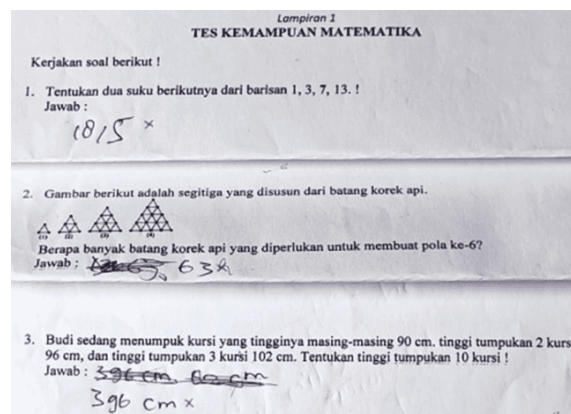 Lampiran 1
TES KEMAMPUAN MATEMATIKA
Kerjakan soal berikut !
1. Tentukan dua suku berikutnya dari barisan 1, 3, 7, 13. !
Jawab :
1815 ×
2. Gambar berikut adalah segitiga yang disusun dari batang korek api.
(1) (2) (3) (4)
Berapa banyak batang korek api yang diperlukan untuk membuat pola ke-6?
Jawab : 63
3. Budi sedang menumpuk kursi yang tingginya masing-masing 90 cm. tinggi tumpukan 2 kurs
96 cm, dan tinggi tumpukan 3 kursi 102 cm. Tentukan tinggi tumpukan 10 kursi !
Jawab : 396 cm
396 cm ×